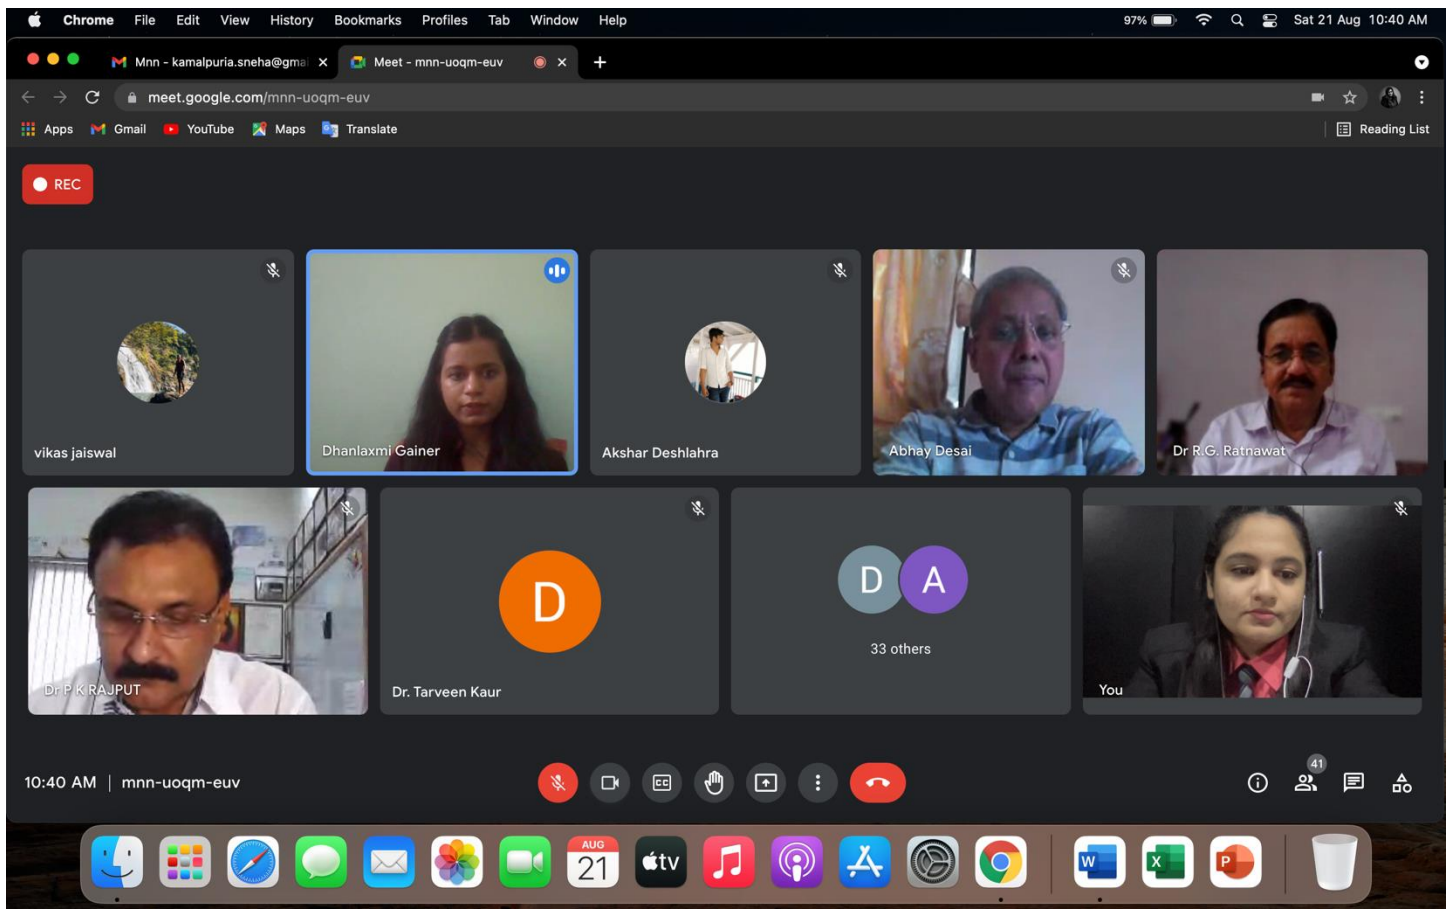 Chrome File Edit View History Bookmarks Profiles Tab Window Help 97% Sat 21 Aug 10:40 AM
Mnn - kamalpuria.sneha@gmai Meet - mnn-uoqm-euv
meet.google.com/mnn-uoqm-euv
Apps Gmail YouTube Maps Translate Reading List
REC
vikas jaiswal Dhanlaxmi Gainer Akshar Deshlahra Abhay Desai Dr R.G. Ratnawat
D D A
33 others
Dr P K RAJPUT Dr. Tarveen Kaur You
41
10:40 AM | mnn-uoqm-euv CC
AUG
21 tv W X P